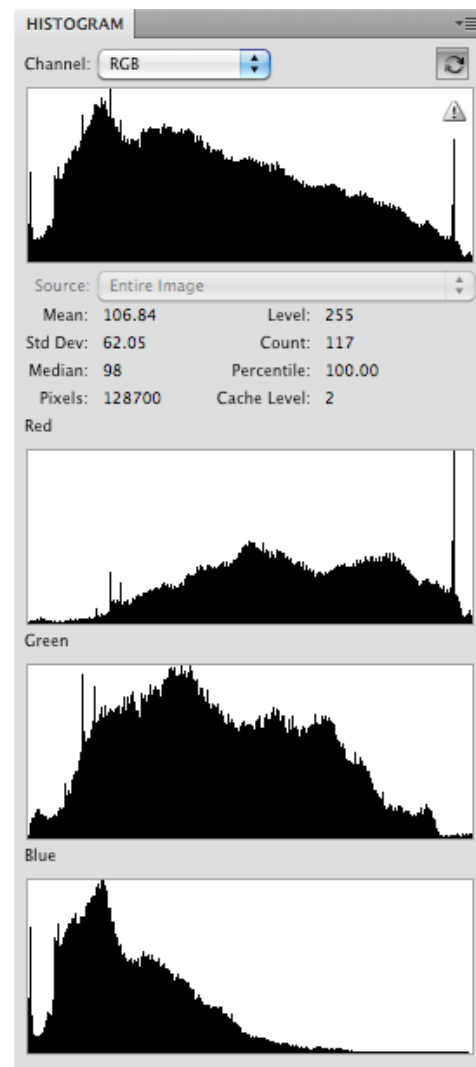 HISTOGRAM
Channel: RGB
Source: Entire Image
Mean: 106.84 Level: 255
Std Dev: 62.05 Count: 117
Median: 98 Percentile: 100.00
Pixels: 128700 Cache Level: 2
Red
Green
Blue